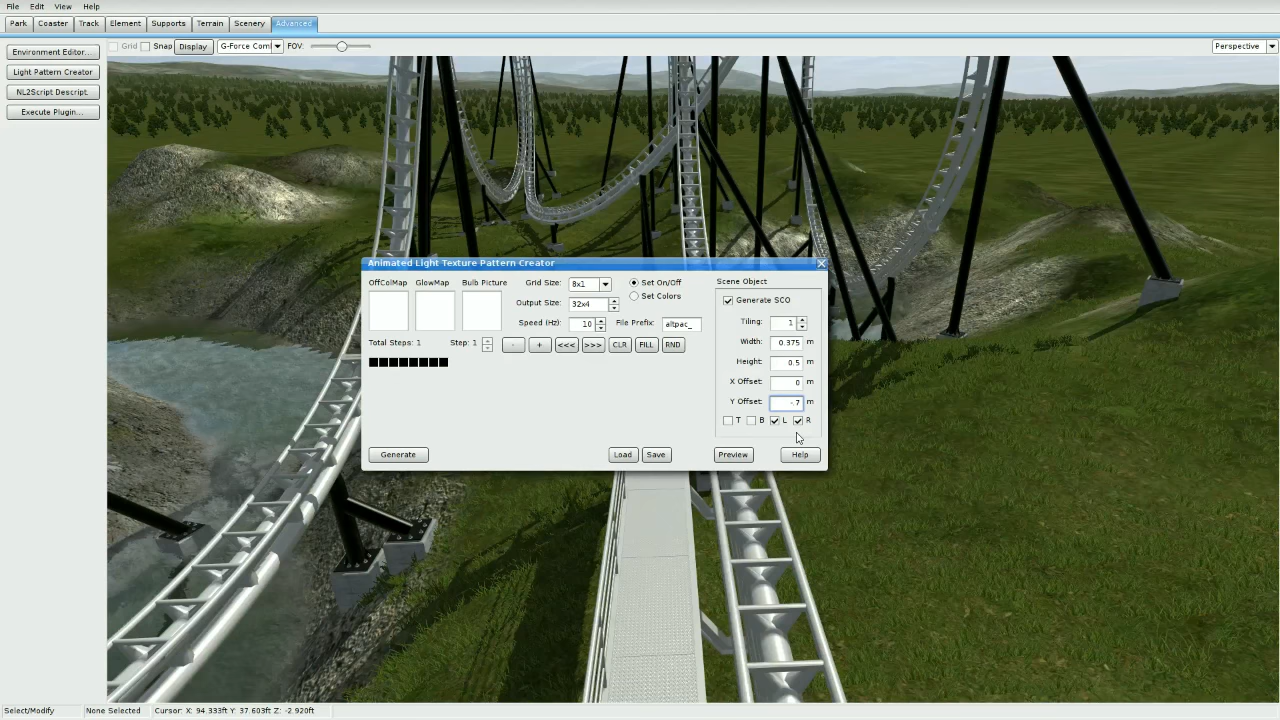 File Edit View Help
Park Coaster Track Element Supports Terrain Scenery Advanced
Grid Snap Display G-Force Coml FOV: Perspective
Environment Editor...
Light Pattern Creator
NL2Script Descript.
Execute Plugin...
Animated Light Texture Pattern Creator
OffColMap GlowMap Bulb Picture
Grid Size: 8x1
Set On/Off
Output Size: 32x4
Set Colors
Speed (Hz): 10
File Prefix: altpac_
Total Steps: 1 Step: 1
- + <<< >>> CLR FILL RND
Scene Object
Generate SCO
Tiling: 1
Width: 0.375 m
Height: 0.5 m
X Offset: 0 m
Y Offset: -.7 m
T B L R
Generate Load Save Preview Help
Select/Modify None Selected Cursor: X: 94.333ft Y: 37.603ft Z: -2.920ft